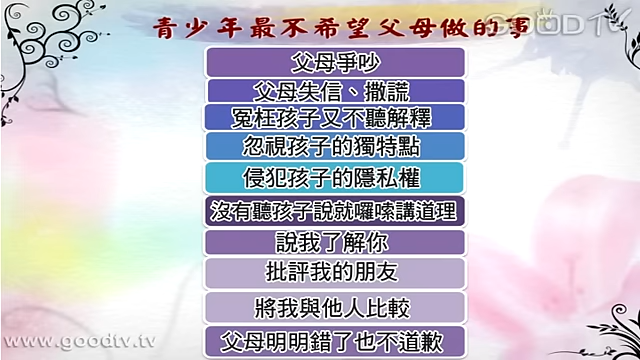 青少年最不希望父母做的事
GOODTV
父母爭吵
父母失信、撒謊
冤枉孩子又不聽解釋
忽視孩子的獨特點
侵犯孩子的隱私權
沒有聽孩子說就囉嗦講道理
說我了解你
批評我的朋友
將我與他人比較
父母明明錯了也不道歉
www.goodtv.tv